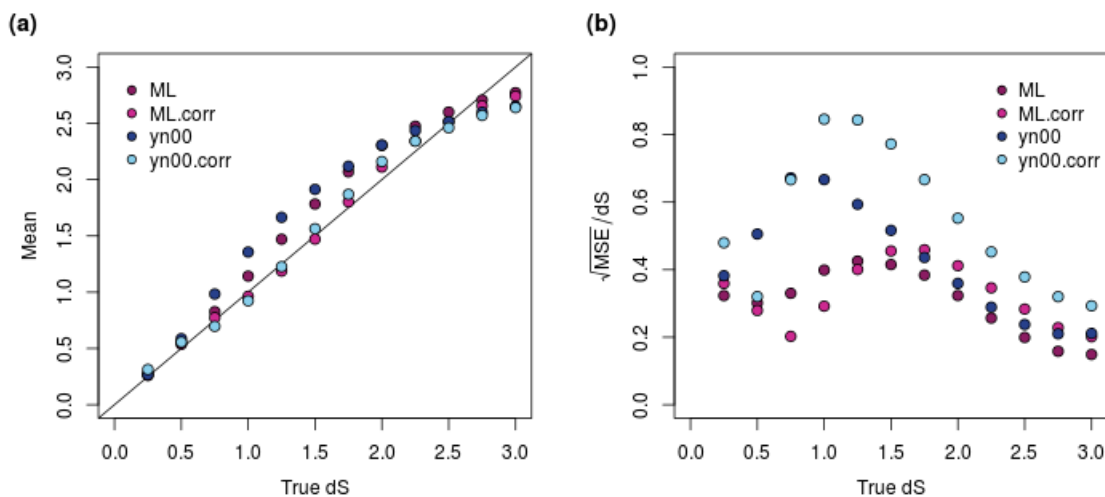 (a)
Mean
3.0
2.5
2.0
1.5
1.0
0.5
0.0
ML
ML.corr
yn00
yn00.corr
0.0 0.5 1.0 1.5 2.0 2.5 3.0
True dS
(b)
√MSE/dS
1.0
0.8
0.6
0.4
0.2
0.0
ML
ML.corr
yn00
yn00.corr
0.0 0.5 1.0 1.5 2.0 2.5 3.0
True dS